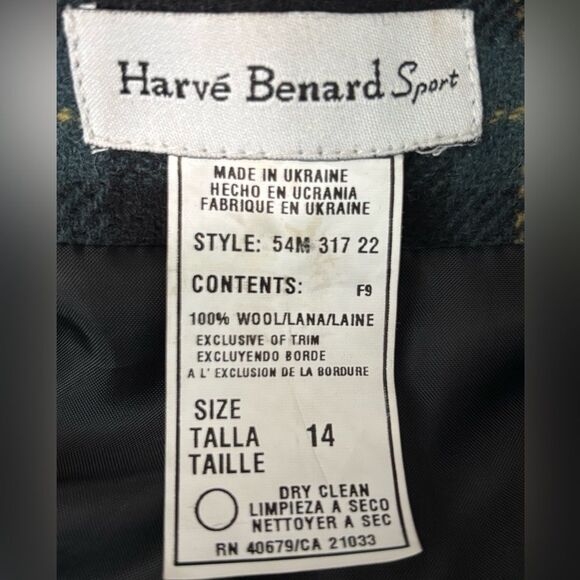 Harvé Benard Sport
MADE IN UKRAINE
HECHO EN UCRANIA
FABRIQUE EN UKRAINE
STYLE: 54M 317 22
CONTENTS: F9
100% WOOL/LANA/LAINE
EXCLUSIVE OF TRIM
EXCLUYENDO BORDE
A L' EXCLUSION DE LA BORDURE
SIZE
TALLA 14
TAILLE
DRY CLEAN
LIMPIEZA A SECO
NETTOYER A SEC
RN 40679/CA 21033